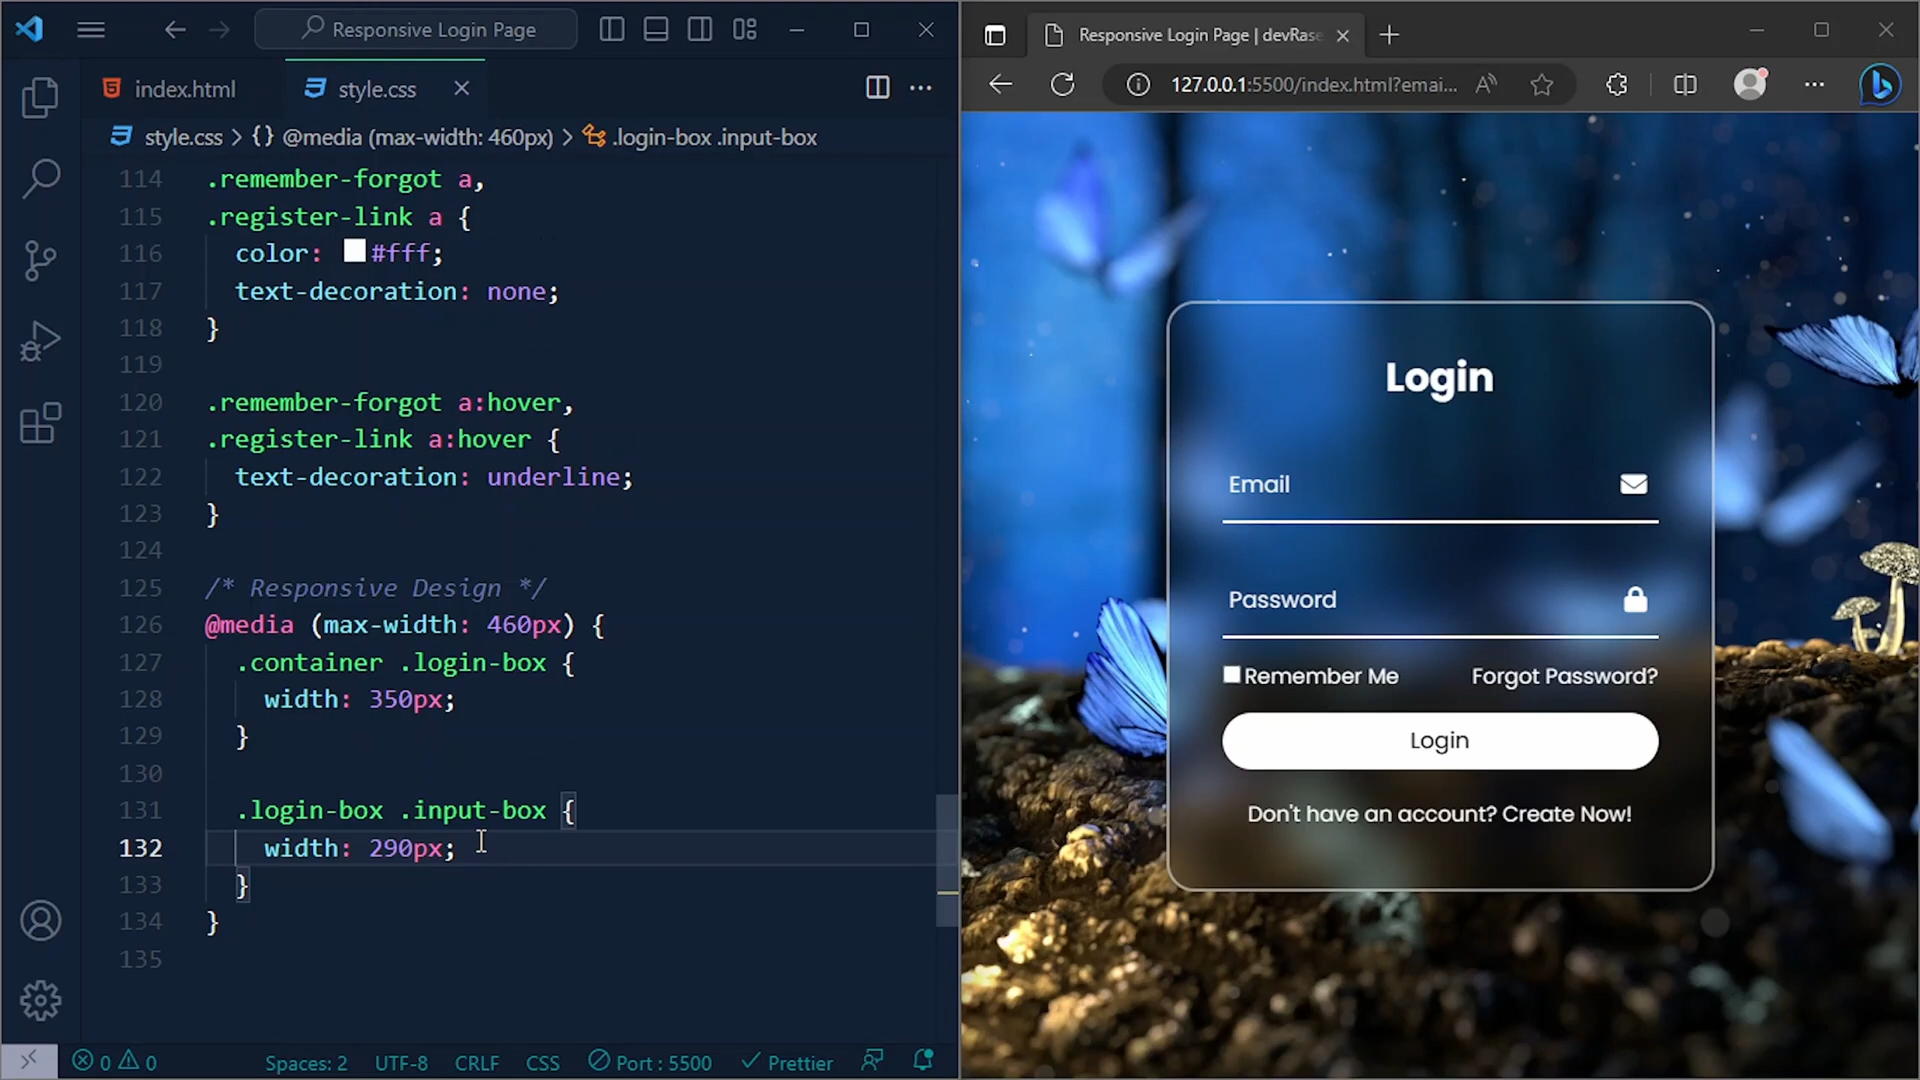 Responsive Login Page
index.html
style.css
style.css > {} @media (max-width: 460px) > .login-box .input-box
114 .remember-forgot a,
115 .register-link a {
116 color: #fff;
117 text-decoration: none;
118 }
119
120 .remember-forgot a:hover,
121 .register-link a:hover {
122 text-decoration: underline;
123 }
124
125 /* Responsive Design */
126 @media (max-width: 460px) {
127 .container .login-box {
128 width: 350px;
129 }
130
131 .login-box .input-box {
132 width: 290px;
133 }
134 }
135
0 0 Spaces: 2 UTF-8 CRLF CSS Port : 5500 Prettier
Responsive Login Page | devRase
127.0.0.1:5500/index.html?emai...
Login
Email
Password
Remember Me Forgot Password?
Login
Don't have an account? Create Now!